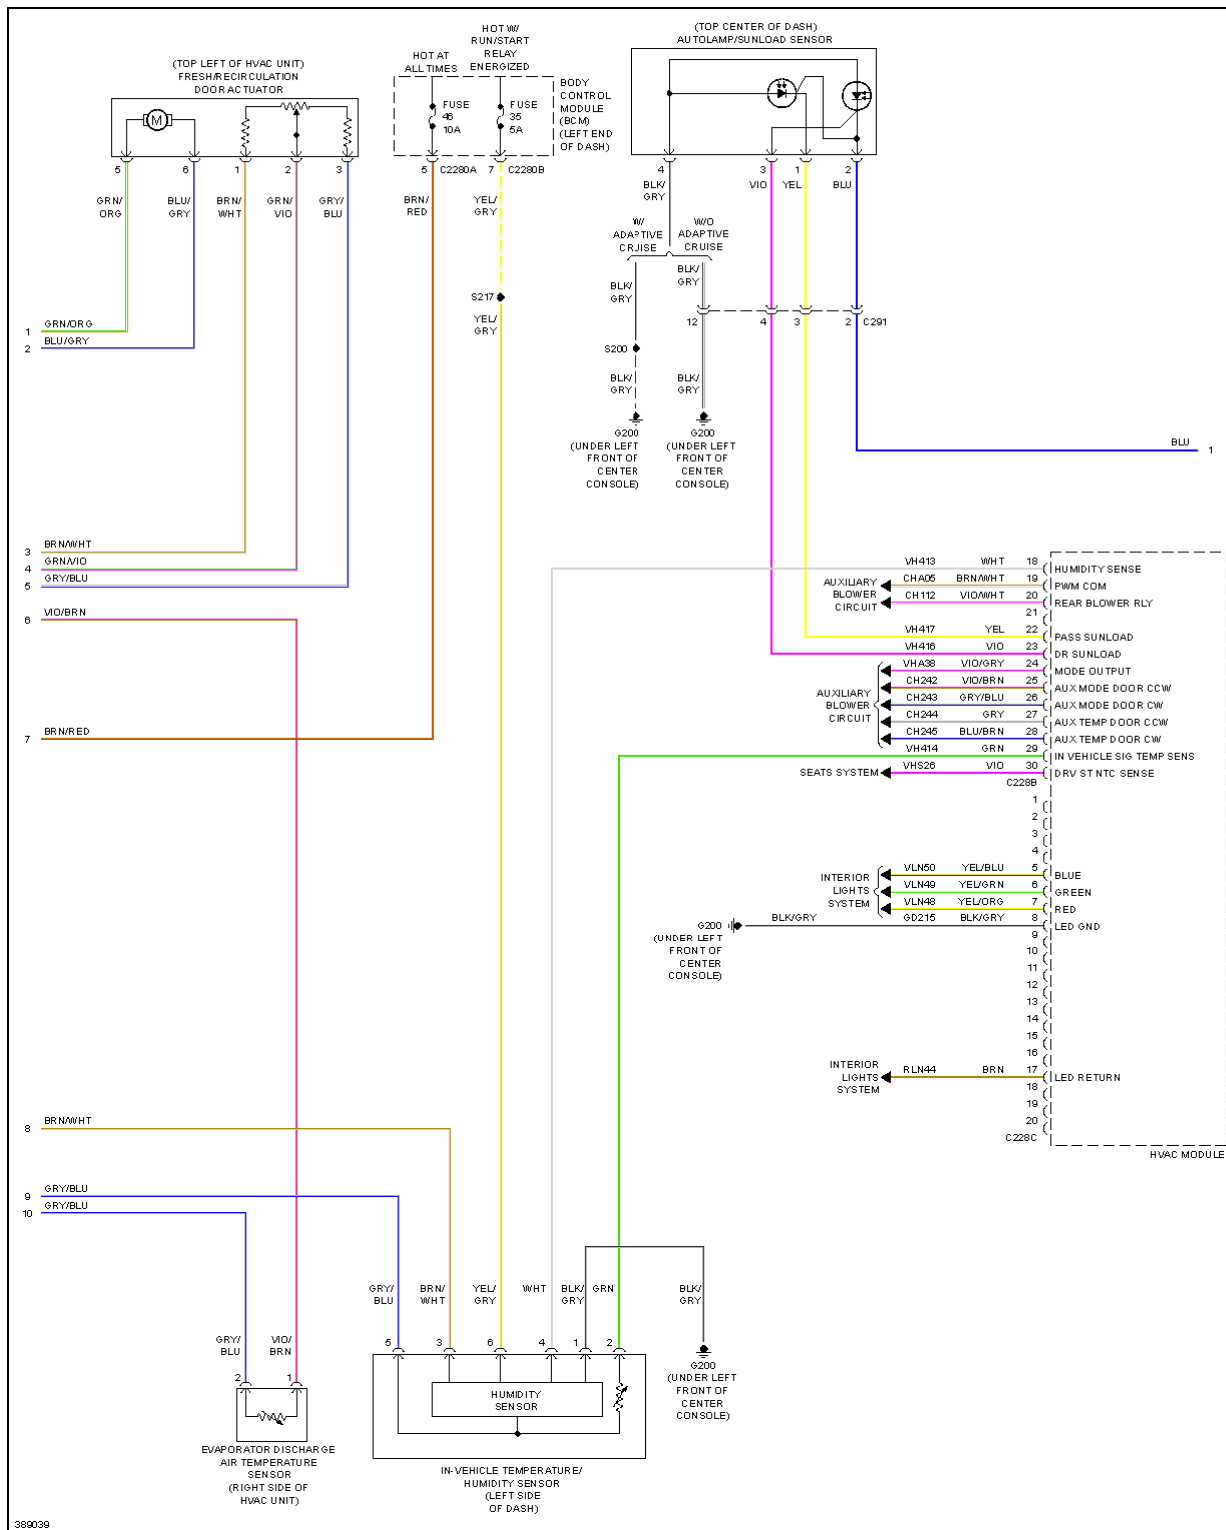 (TOP LEFT OF HVAC UNIT)
FRESH/RECIRCULATION
DOOR ACTUATOR
M
5
6
1
2
3
GRN/
ORG
BLU/
GRY
BRN/
WHT
GRN/
VIO
GRY/
BLU
HOT AT
ALL TIMES
HOT W/
RUN/START
RELAY
ENERGIZED
FUSE
46
10A
FUSE
35
5A
BODY
CONTROL
MODULE
(BCM)
(LEFT END
OF DASH)
5
C2280A
7
C2280B
BRN/
RED
YEL/
GRY
S217
YEL/
GRY
(TOP CENTER OF DASH)
AUTOLAMP/SUNLOAD SENSOR
4
3
1
2
BLK/
GRY
VIO
YEL
BLU
W/
ADAPTIVE
CRUISE
W/O
ADAPTIVE
CRUISE
BLK/
GRY
BLK/
GRY
12
4
3
2
C291
S200
BLK/
GRY
BLK/
GRY
G200
(UNDER LEFT
FRONT OF
CENTER
CONSOLE)
G200
(UNDER LEFT
FRONT OF
CENTER
CONSOLE)
BLU
1
1
GRN/ORG
2
BLU/GRY
3
BRN/WHT
4
GRN/VIO
5
GRY/BLU
6
VIO/BRN
7
BRN/RED
8
BRN/WHT
9
GRY/BLU
10
GRY/BLU
VH413 WHT 18 HUMIDITY SENSE
AUXILIARY
BLOWER
CIRCUIT
CHA05 BRN/WHT 19 PWM COM
CH112 VIO/WHT 20 REAR BLOWER RLY
21
VH417 YEL 22 PASS SUNLOAD
VH416 VIO 23 DR SUNLOAD
AUXILIARY
BLOWER
CIRCUIT
VHA38 VIO/GRY 24 MODE OUTPUT
CH242 VIO/BRN 25 AUX MODE DOOR CCW
CH243 GRY/BLU 26 AUX MODE DOOR CW
CH244 GRY 27 AUX TEMP DOOR CCW
CH245 BLU/BRN 28 AUX TEMP DOOR CW
VH414 GRN 29 IN VEHICLE SIG TEMP SENS
SEATS SYSTEM VHS26 VIO 30 DRV ST NTC SENSE
C228B
1
2
3
4
INTERIOR
LIGHTS
SYSTEM
VLN50 YEL/BLU 5 BLUE
VLN49 YEL/GRN 6 GREEN
VLN48 YEL/ORG 7 RED
G200 BLK/GRY GD215 BLK/GRY 8 LED GND
(UNDER LEFT
FRONT OF
CENTER
CONSOLE)
9
10
11
12
13
14
15
16
INTERIOR
LIGHTS
SYSTEM
RLN44 BRN 17 LED RETURN
18
19
20
C228C
HVAC MODULE
GRY/
BLU
VIO/
BRN
2
1
EVAPORATOR DISCHARGE
AIR TEMPERATURE
SENSOR
(RIGHT SIDE OF
HVAC UNIT)
GRY/
BLU
BRN/
WHT
YEL/
GRY
WHT
BLK/
GRY
GRN
BLK/
GRY
5
3
6
4
1
2
HUMIDITY
SENSOR
G200
(UNDER LEFT
FRONT OF
CENTER
CONSOLE)
IN-VEHICLE TEMPERATURE/
HUMIDITY SENSOR
(LEFT SIDE
OF DASH)
389039